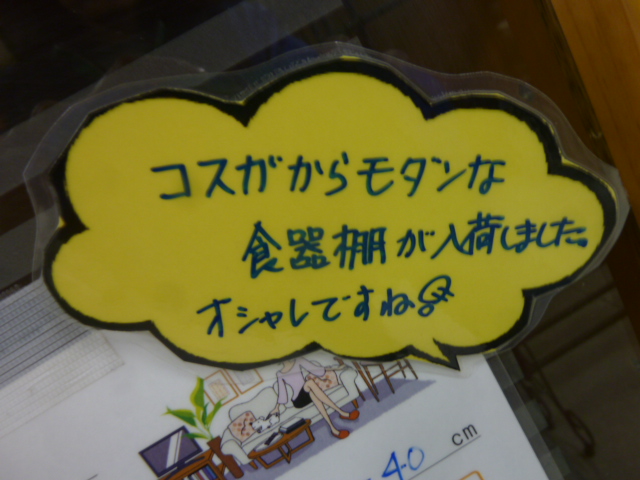 コスガからモダンな
食器棚が入荷しました。
オシャレですね
40 cm